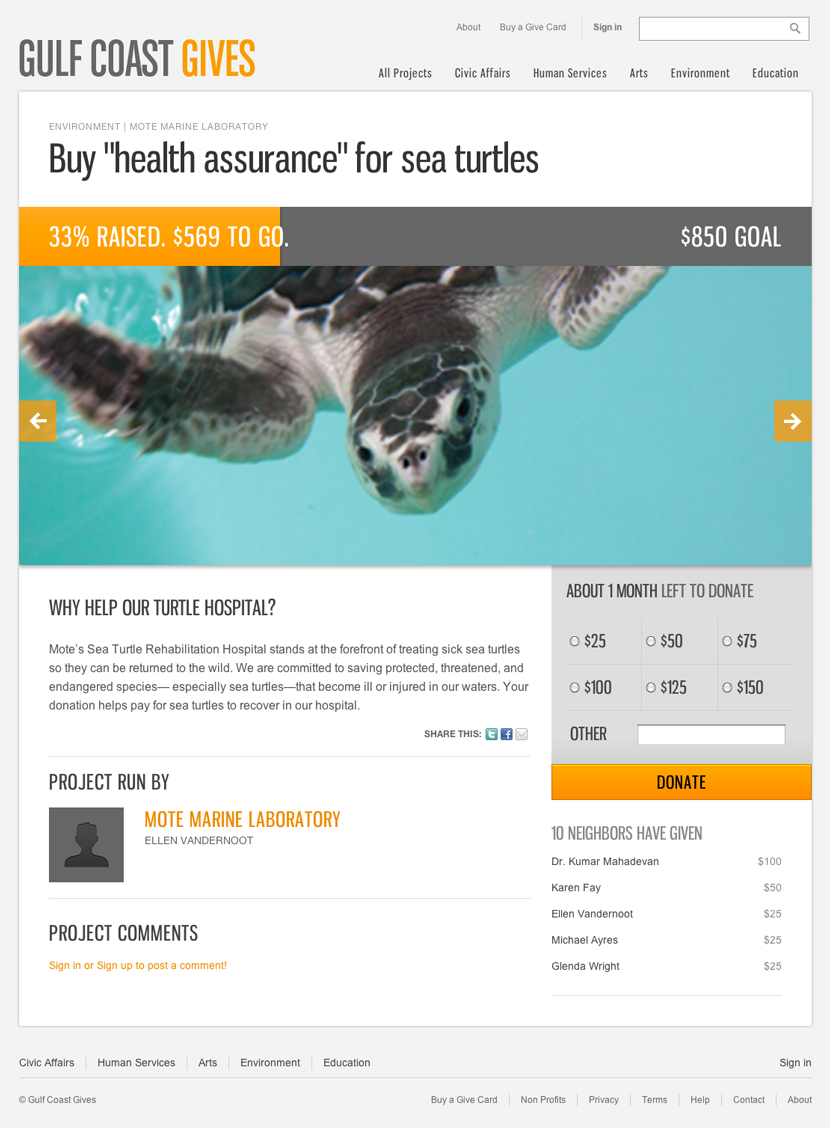 About
Buy a Give Card
Sign in
GULF COAST GIVES
All Projects
Civic Affairs
Human Services
Arts
Environment
Education
ENVIRONMENT | MOTE MARINE LABORATORY
Buy "health assurance" for sea turtles
33% RAISED. $569 TO GO.
$850 GOAL
WHY HELP OUR TURTLE HOSPITAL?
Mote's Sea Turtle Rehabilitation Hospital stands at the forefront of treating sick sea turtles
so they can be returned to the wild. We are committed to saving protected, threatened, and
endangered species— especially sea turtles—that become ill or injured in our waters. Your
donation helps pay for sea turtles to recover in our hospital.
SHARE THIS:
PROJECT RUN BY
MOTE MARINE LABORATORY
ELLEN VANDERNOOT
PROJECT COMMENTS
Sign in or Sign up to post a comment!
ABOUT 1 MONTH LEFT TO DONATE
$25
$50
$75
$100
$125
$150
OTHER
DONATE
10 NEIGHBORS HAVE GIVEN
Dr. Kumar Mahadevan $100
Karen Fay $50
Ellen Vandernoot $25
Michael Ayres $25
Glenda Wright $25
Civic Affairs
Human Services
Arts
Environment
Education
Sign in
© Gulf Coast Gives
Buy a Give Card
Non Profits
Privacy
Terms
Help
Contact
About